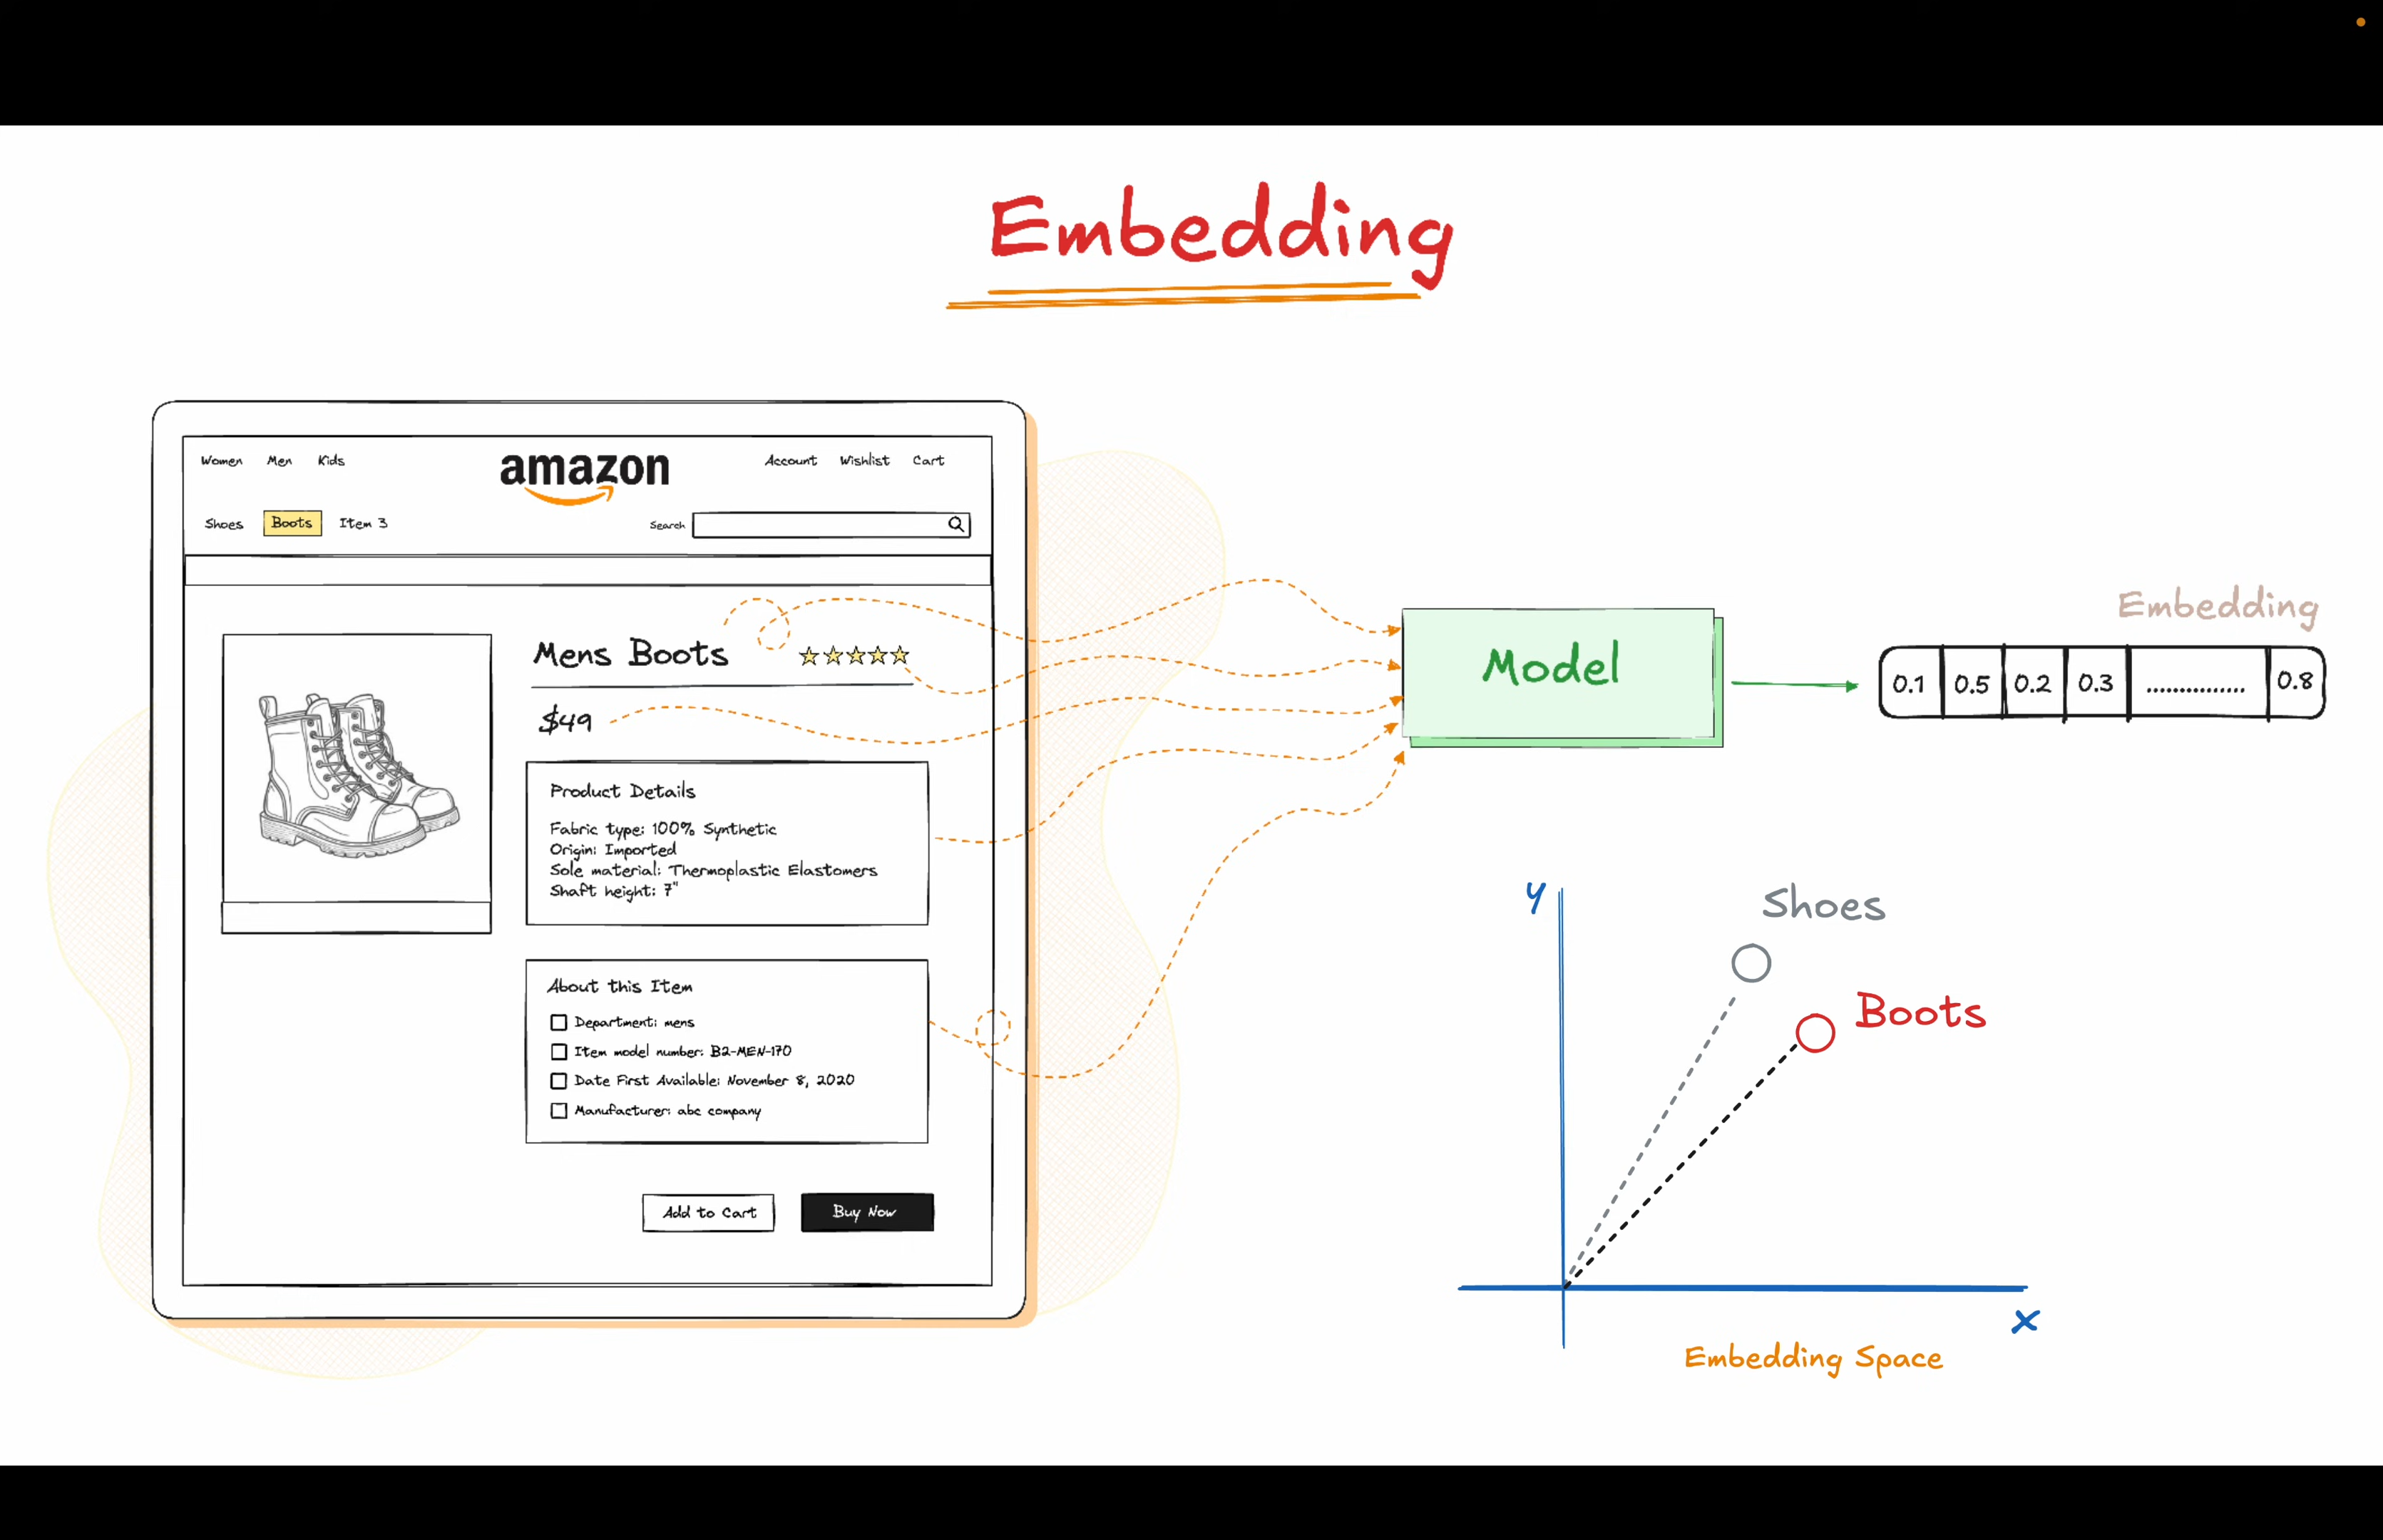 Embedding
Women Men Kids
amazon
Account Wishlist Cart
Shoes Boots Item 3
Search
Mens Boots
$49
Product Details
Fabric type: 100% Synthetic
Origin: Imported
Sole material: Thermoplastic Elastomers
Shaft height: 7"
About this Item
Department: mens
Item model number: B2-MEN-170
Date First Available: November 8, 2020
Manufacturer: abc company
Add to Cart Buy Now
Model
Embedding
0.1 0.5 0.2 0.3 ............... 0.8
y
Shoes
Boots
x
Embedding Space